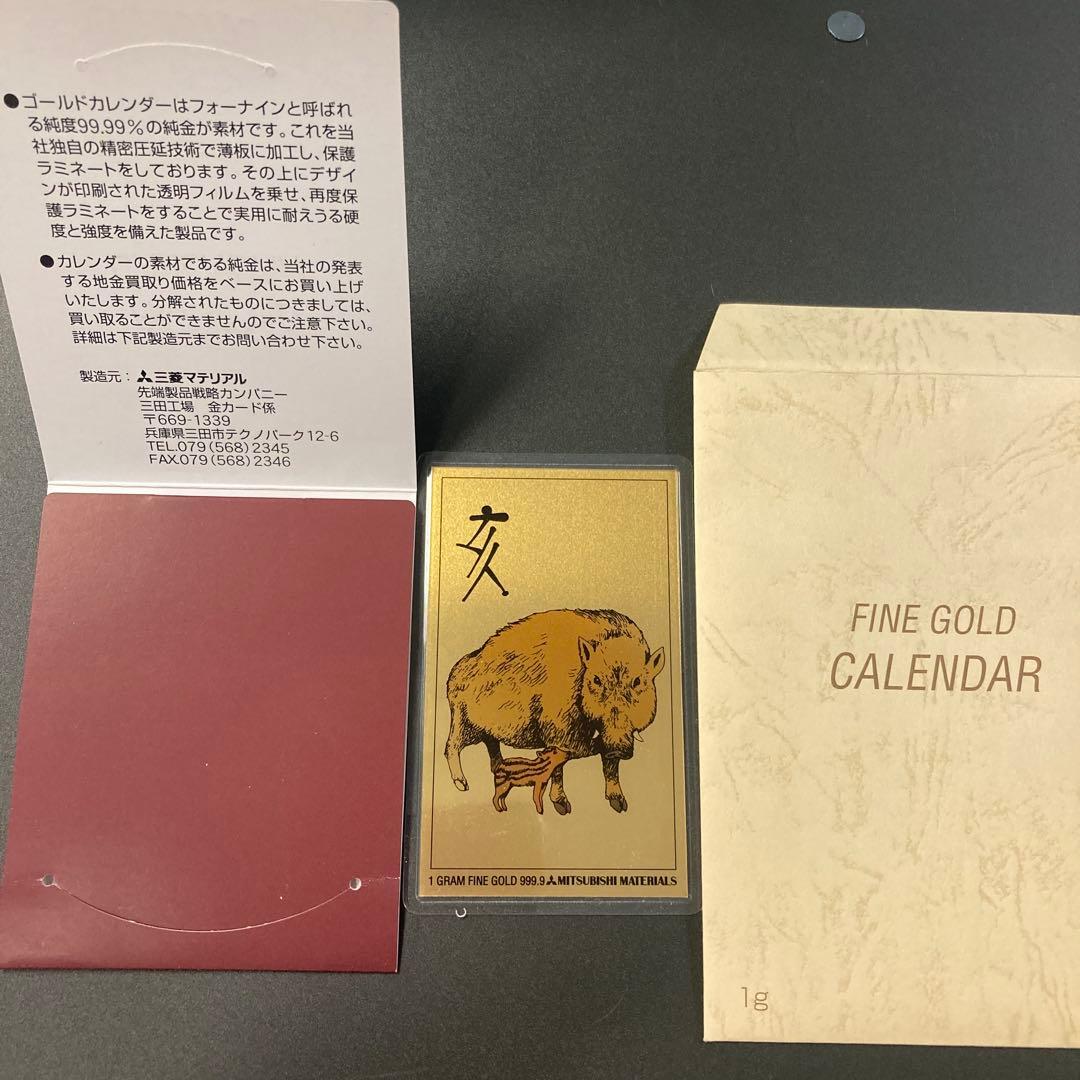 ●ゴールドカレンダーはフォーナインと呼ばれ
る純度99.99%の純金が素材です。これを当
社独自の精密圧延技術で薄板に加工し、保護
ラミネートをしております。その上にデザイ
ンが印刷された透明フィルムを乗せ、再度保
護ラミネートをすることで実用に耐えうる硬
度と強度を備えた製品です。
●カレンダーの素材である純金は、当社の発表
する地金買取り価格をベースにお買い上げ
いたします。分解されたものにつきましては、
買い取ることができませんのでご注意下さい。
詳細は下記製造元までお問い合わせ下さい。
製造元：三菱マテリアル
先端製品戦略カンパニー
三田工場 金カード係
〒669-1339
兵庫県三田市テクノパーク12-6
TEL.079(568)2345
FAX.079(568)2346
亥
1 GRAM FINE GOLD 999.9 MITSUBISHI MATERIALS
FINE GOLD
CALENDAR
1g